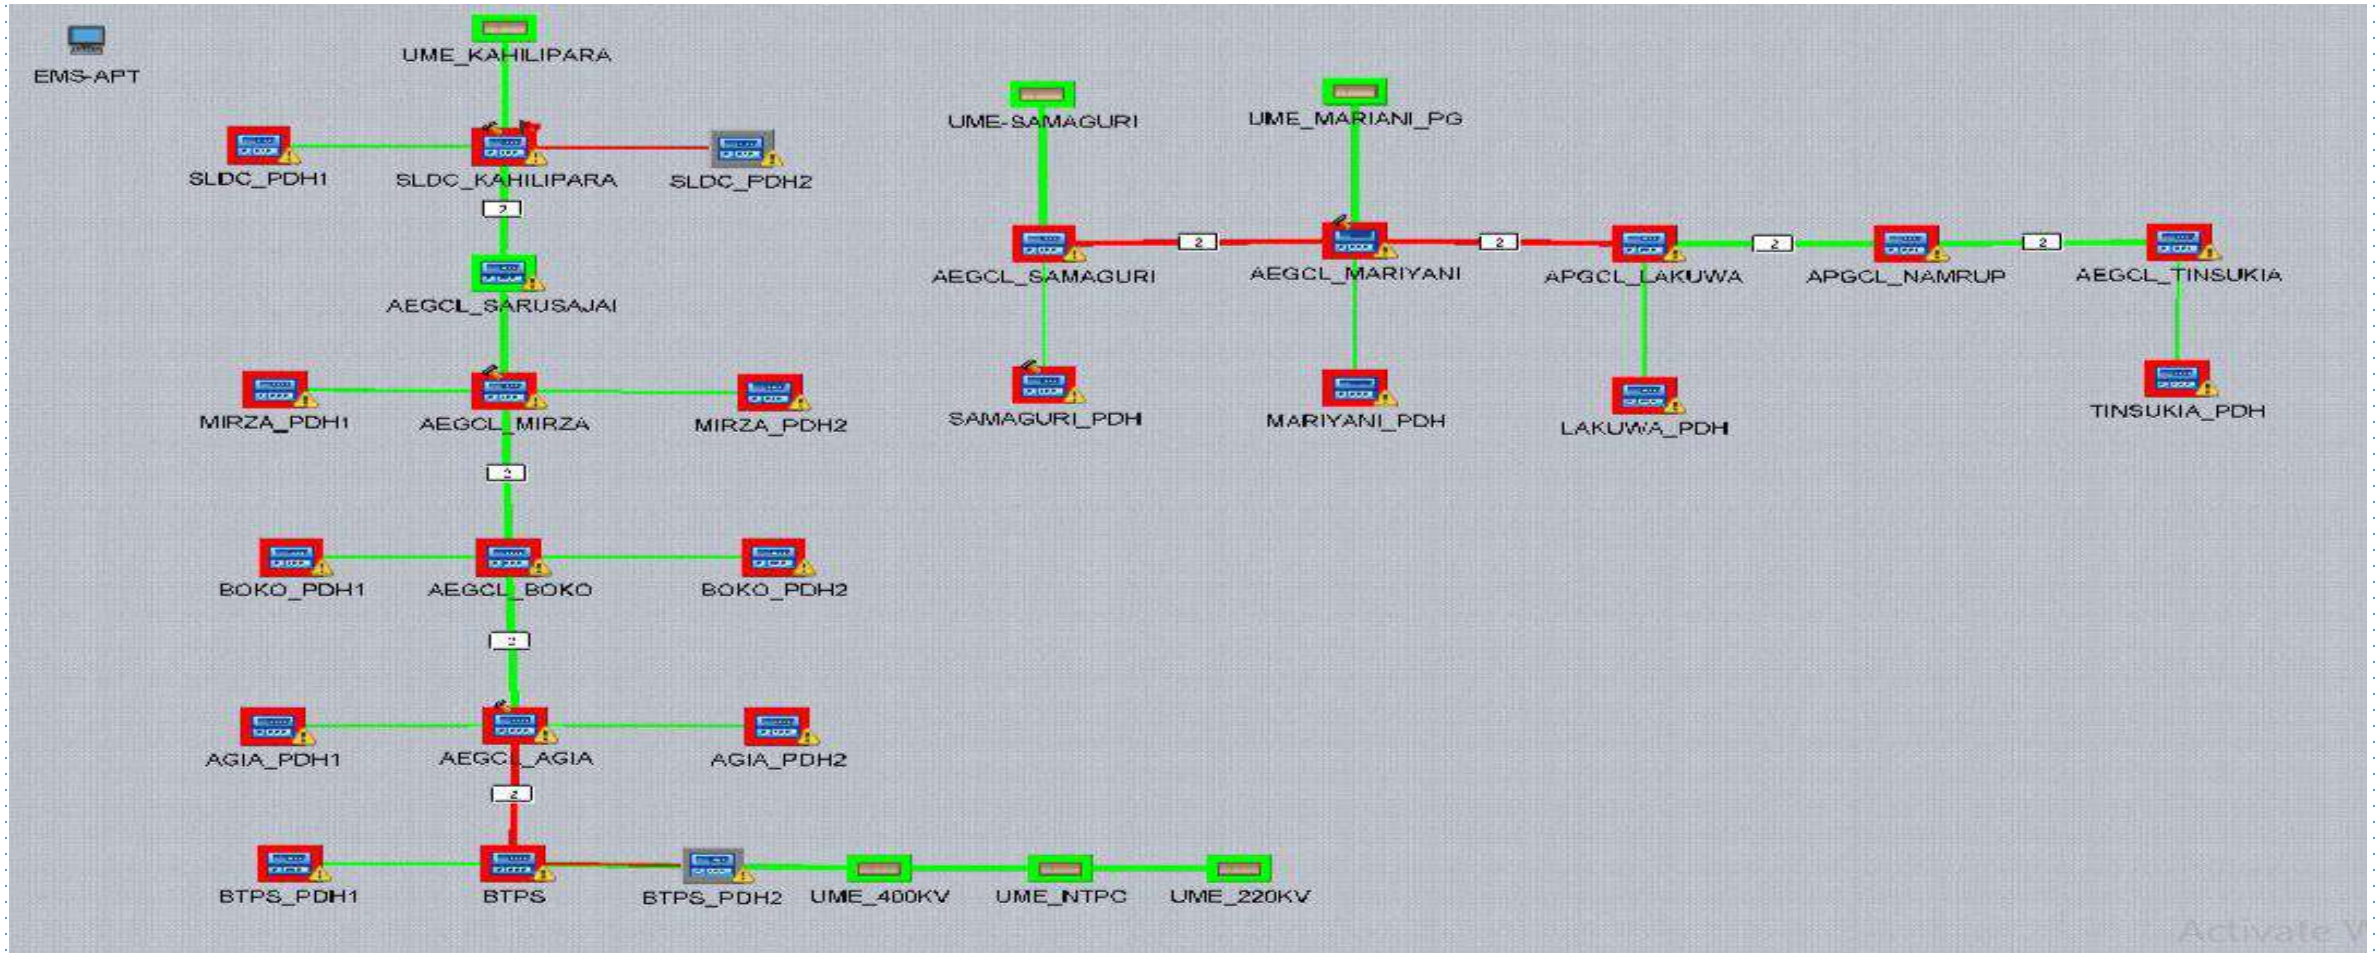 EMS-APT
UME_KAHILIPARA
SLDC_PDH1
SLDC_KAHILIPARA
SLDC_PDH2
2
AEGCL_SARUSAJAI
MIRZA_PDH1
AEGCL_MIRZA
MIRZA_PDH2
2
BOKO_PDH1
AEGCL_BOKO
BOKO_PDH2
2
AGIA_PDH1
AEGCL_AGIA
AGIA_PDH2
2
BTPS_PDH1
BTPS
BTPS_PDH2
UME_400KV
UME_NTPC
UME_220KV
UME-SAMAGURI
UME_MARIANI_PG
2
2
2
2
AEGCL_SAMAGURI
AEGCL_MARIYANI
APGCL_LAKUWA
APGCL_NAMRUP
AEGCL_TINSUKIA
SAMAGURI_PDH
MARIYANI_PDH
LAKUWA_PDH
TINSUKIA_PDH
Activate